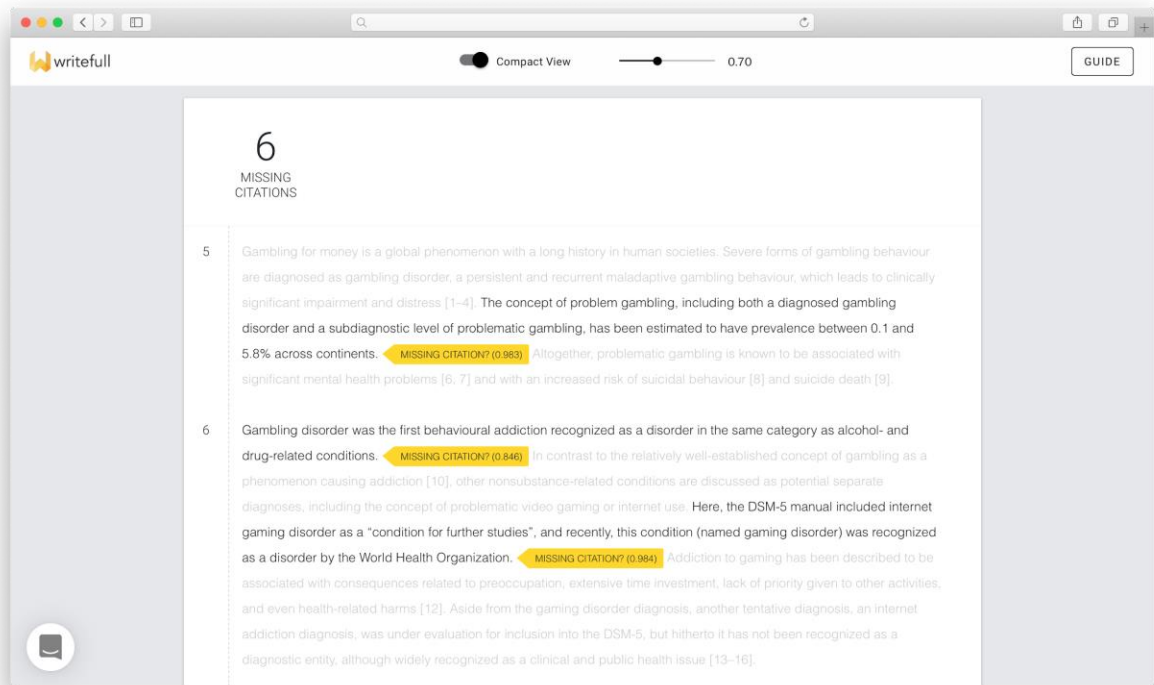 writefull
Compact View
0.70
GUIDE
6
MISSING
CITATIONS
5
Gambling for money is a global phenomenon with a long history in human societies. Severe forms of gambling behaviour
are diagnosed as gambling disorder, a persistent and recurrent maladaptive gambling behaviour, which leads to clinically
significant impairment and distress [1-4]. The concept of problem gambling, including both a diagnosed gambling
disorder and a subdiagnostic level of problematic gambling, has been estimated to have prevalence between 0.1 and
5.8% across continents. MISSING CITATION? (0.983) Altogether, problematic gambling is known to be associated with
significant mental health problems [6, 7] and with an increased risk of suicidal behaviour [8] and suicide death [9].
6
Gambling disorder was the first behavioural addiction recognized as a disorder in the same category as alcohol- and
drug-related conditions. MISSING CITATION? (0.846) In contrast to the relatively well-established concept of gambling as a
phenomenon causing addiction [10], other nonsubstance-related conditions are discussed as potential separate
diagnoses, including the concept of problematic video gaming or internet use. Here, the DSM-5 manual included internet
gaming disorder as a “condition for further studies”, and recently, this condition (named gaming disorder) was recognized
as a disorder by the World Health Organization. MISSING CITATION? (0.984) Addiction to gaming has been described to be
associated with consequences related to preoccupation, extensive time investment, lack of priority given to other activities,
and even health-related harms [12]. Aside from the gaming disorder diagnosis, another tentative diagnosis, an internet
addiction diagnosis, was under evaluation for inclusion into the DSM-5, but hitherto it has not been recognized as a
diagnostic entity, although widely recognized as a clinical and public health issue [13–16].